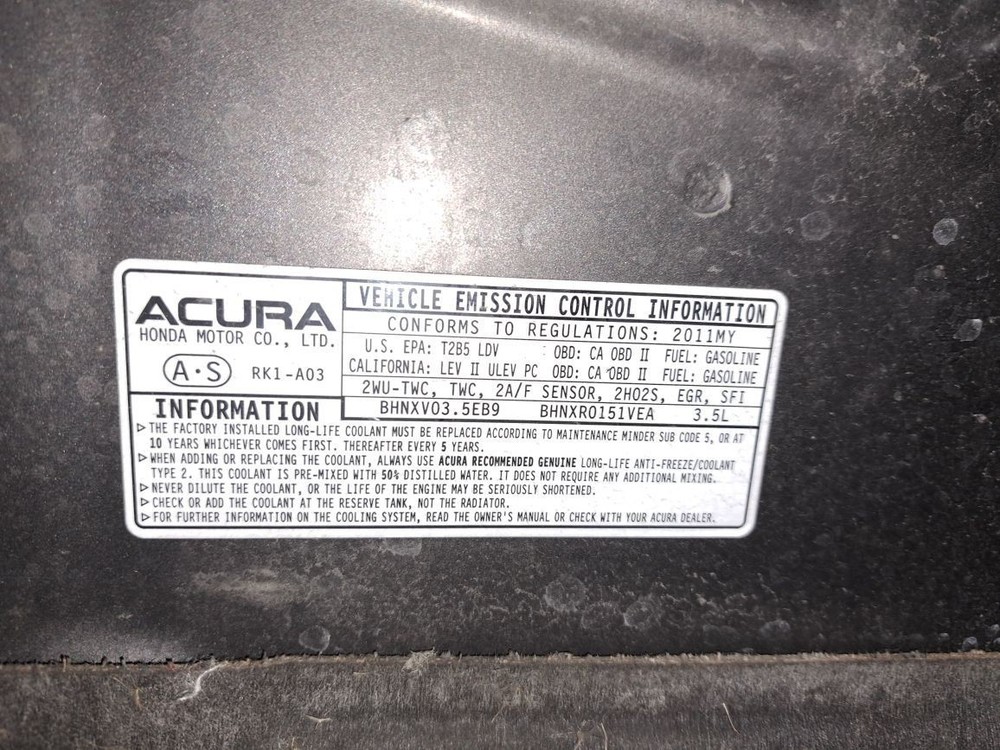 ACURA
HONDA MOTOR CO., LTD.
A·S RK1-A03
VEHICLE EMISSION CONTROL INFORMATION
CONFORMS TO REGULATIONS: 2011MY
U.S. EPA: T2B5 LDV OBD: CA OBD II FUEL: GASOLINE
CALIFORNIA: LEV II ULEV PC OBD: CA OBD II FUEL: GASOLINE
2WU-TWC, TWC, 2A/F SENSOR, 2HO2S, EGR, SFI
BHNXV03.5EB9 BHNXR0151VEA 3.5L
INFORMATION
▷ THE FACTORY INSTALLED LONG-LIFE COOLANT MUST BE REPLACED ACCORDING TO MAINTENANCE MINDER SUB CODE 5, OR AT
10 YEARS WHICHEVER COMES FIRST. THEREAFTER EVERY 5 YEARS.
▷ WHEN ADDING OR REPLACING THE COOLANT, ALWAYS USE ACURA RECOMMENDED GENUINE LONG-LIFE ANTI-FREEZE/COOLANT
TYPE 2. THIS COOLANT IS PRE-MIXED WITH 50% DISTILLED WATER. IT DOES NOT REQUIRE ANY ADDITIONAL MIXING.
▷ NEVER DILUTE THE COOLANT, OR THE LIFE OF THE ENGINE MAY BE SERIOUSLY SHORTENED.
▷ CHECK OR ADD THE COOLANT AT THE RESERVE TANK, NOT THE RADIATOR.
▷ FOR FURTHER INFORMATION ON THE COOLING SYSTEM, READ THE OWNER'S MANUAL OR CHECK WITH YOUR ACURA DEALER.